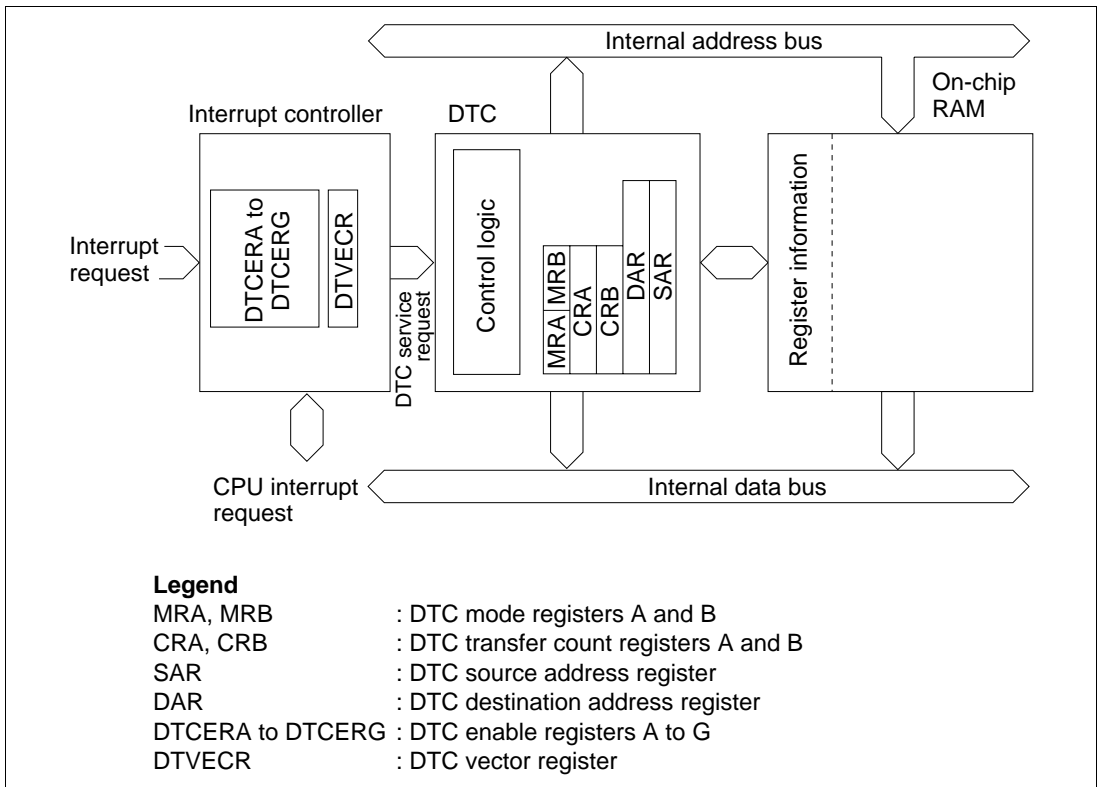 Internal address bus
On-chip
RAM
Interrupt controller
DTC
Interrupt
request
DTCERA to
DTCERG
DTVECR
DTC service
request
Control logic
MRA
MRB
CRA
CRB
DAR
SAR
Register information
CPU interrupt
request
Internal data bus
Legend
MRA, MRB : DTC mode registers A and B
CRA, CRB : DTC transfer count registers A and B
SAR : DTC source address register
DAR : DTC destination address register
DTCERA to DTCERG : DTC enable registers A to G
DTVECR : DTC vector register